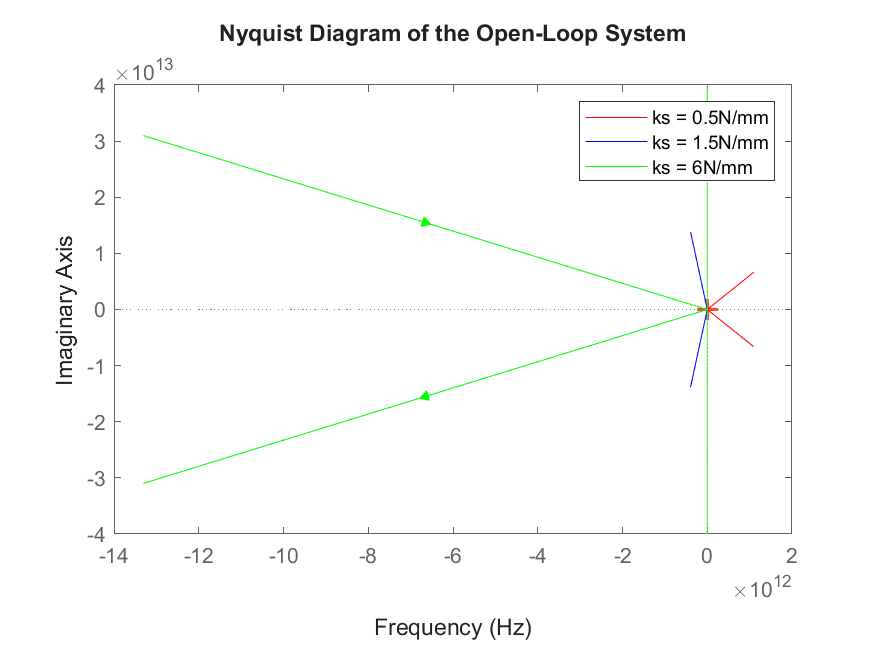 Nyquist Diagram of the Open-Loop System
×10^13
4
3
2
1
0
-1
-2
-3
-4
Imaginary Axis
ks = 0.5N/mm
ks = 1.5N/mm
ks = 6N/mm
-14 -12 -10 -8 -6 -4 -2 0 2
×10^12
Frequency (Hz)